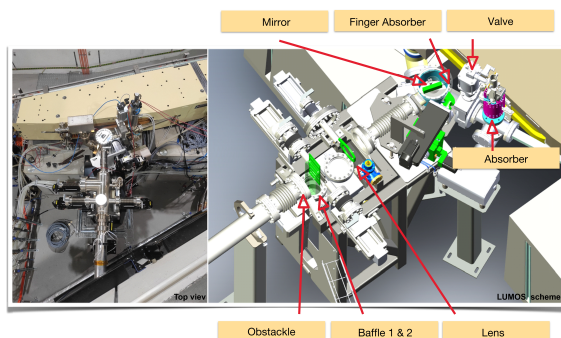 Mirror
Finger Absorber
Valve
Absorber
Top view
LUMOS scheme
Obstackle
Baffle 1 & 2
Lens